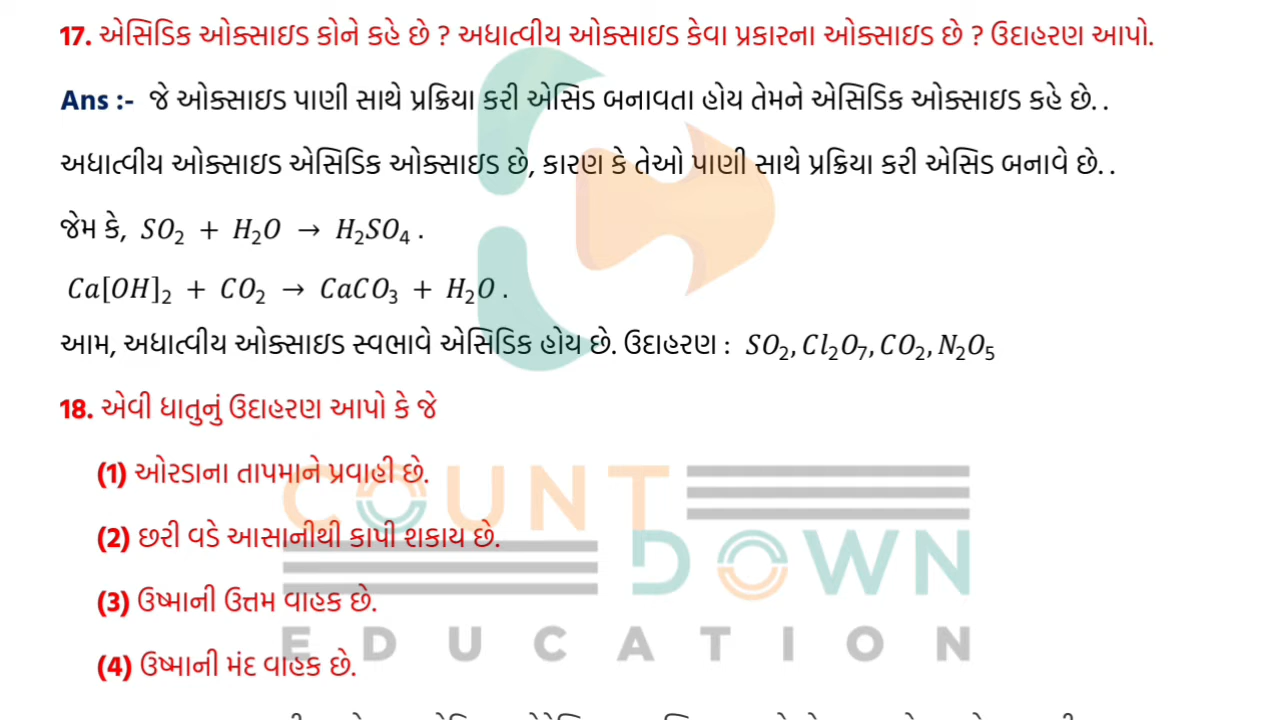 17. એસિડિક ઓક્સાઇડ કોને કહે છે ? અધાત્વીય ઓક્સાઇડ કેવા પ્રકારના ઓક્સાઇડ છે ? ઉદાહરણ આપો.
Ans :- જે ઓક્સાઇડ પાણી સાથે પ્રક્રિયા કરી એસિડ બનાવતા હોય તેમને એસિડિક ઓક્સાઇડ કહે છે. .
અધાત્વીય ઓક્સાઇડ એસિડિક ઓક્સાઇડ છે, કારણ કે તેઓ પાણી સાથે પ્રક્રિયા કરી એસિડ બનાવે છે. .
જેમ કે, SO₂ + H₂O → H₂SO₄ .
Ca[OH]₂ + CO₂ → CaCO₃ + H₂O .
આમ, અધાત્વીય ઓક્સાઇડ સ્વભાવે એસિડિક હોય છે. ઉદાહરણ : SO₂, Cl₂O₇, CO₂, N₂O₅
18. એવી ધાતુનું ઉદાહરણ આપો કે જે
(1) ઓરડાના તાપમાને પ્રવાહી છે.
(2) છરી વડે આસાનીથી કાપી શકાય છે.
(3) ઉષ્માની ઉત્તમ વાહક છે.
(4) ઉષ્માની મંદ વાહક છે.
COUNT
DOWN
EDUCATION